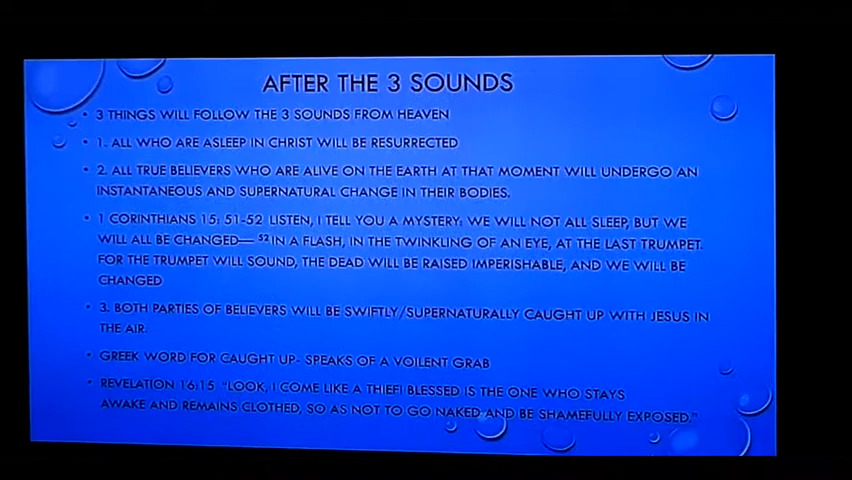 AFTER THE 3 SOUNDS
• 3 THINGS WILL FOLLOW THE 3 SOUNDS FROM HEAVEN
• 1. ALL WHO ARE ASLEEP IN CHRIST WILL BE RESURRECTED
• 2. ALL TRUE BELIEVERS WHO ARE ALIVE ON THE EARTH AT THAT MOMENT WILL UNDERGO AN
INSTANTANEOUS AND SUPERNATURAL CHANGE IN THEIR BODIES.
• 1 CORINTHIANS 15: 51-52 LISTEN, I TELL YOU A MYSTERY: WE WILL NOT ALL SLEEP, BUT WE
WILL ALL BE CHANGED— 52 IN A FLASH, IN THE TWINKLING OF AN EYE, AT THE LAST TRUMPET.
FOR THE TRUMPET WILL SOUND, THE DEAD WILL BE RAISED IMPERISHABLE, AND WE WILL BE
CHANGED
• 3. BOTH PARTIES OF BELIEVERS WILL BE SWIFTLY/SUPERNATURALLY CAUGHT UP WITH JESUS IN
THE AIR.
• GREEK WORD FOR CAUGHT UP- SPEAKS OF A VOILENT GRAB
• REVELATION 16:15 "LOOK, I COME LIKE A THIEF! BLESSED IS THE ONE WHO STAYS
AWAKE AND REMAINS CLOTHED, SO AS NOT TO GO NAKED AND BE SHAMEFULLY EXPOSED."